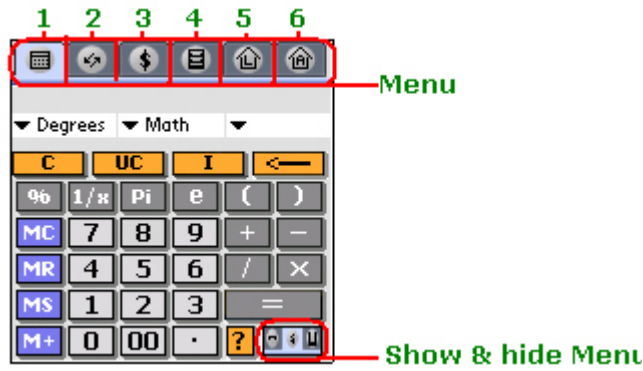 1 2 3 4 5 6
$ L A
Menu
Degrees Math
C UC I <—
% 1/x Pi e ( )
MC 7 8 9 + −
MR 4 5 6 / ×
MS 1 2 3 =
M+ 0 00 . ?
Show & hide Menu